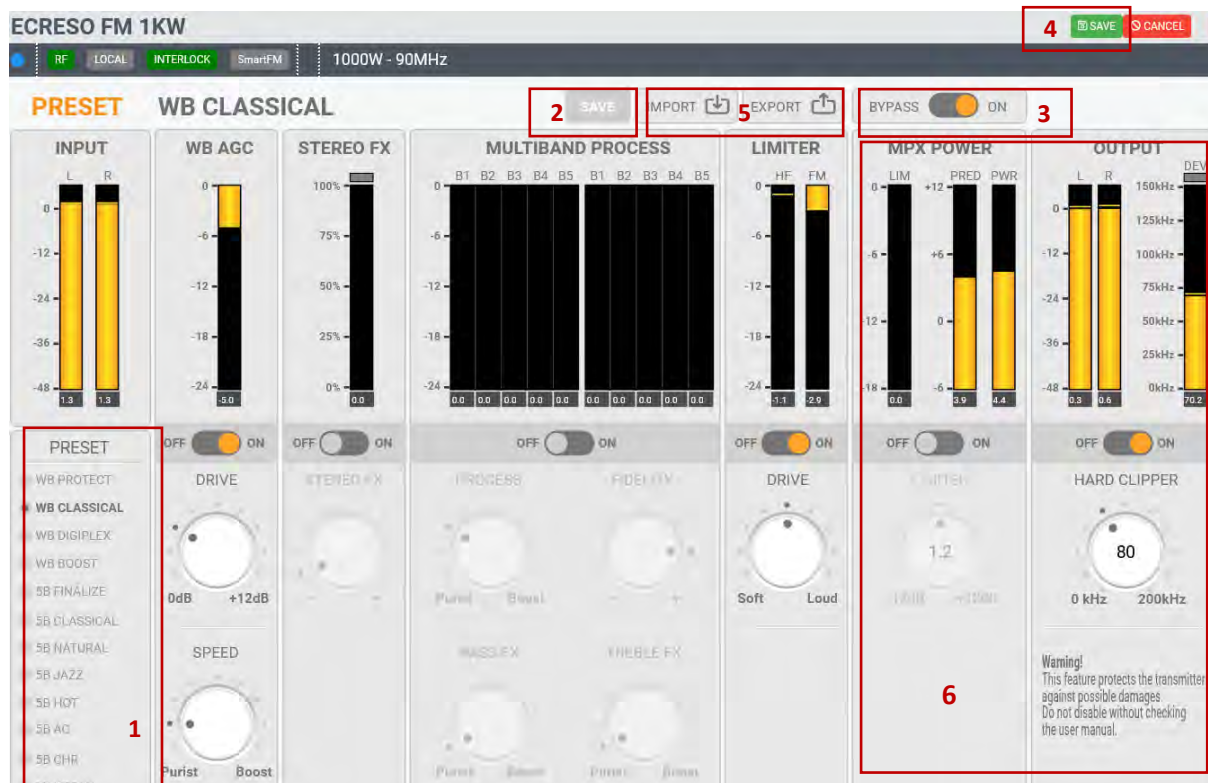 ECRESO FM 1KW
4 SAVE CANCEL
RF LOCAL INTERLOCK SmartFM 1000W - 90MHz
PRESET WB CLASSICAL 2 SAVE IMPORT 5 EXPORT BYPASS ON 3
INPUT WB AGC STEREO FX MULTIBAND PROCESS LIMITER MPX POWER OUTPUT
L R B1 B2 B3 B4 B5 B1 B2 B3 B4 B5 HF FM LIM PRED PWR L R DEV
0 -12 -24 -36 -48
1.3 1.3
0 -6 -12 -18 -24
-5.0
100% 75% 50% 25% 0%
0.0
0 -6 -12 -18 -24
0.0 0.0 0.0 0.0 0.0 0.0 0.0 0.0 0.0 0.0
0 -6 -12 -18 -24
-1.1 -2.9
0 -6 -12 -18
0.0
+12 +6 0 -6
3.9 4.4
0 -12 -24 -36 -48
0.3 0.6
150kHz 125kHz 100kHz 75kHz 50kHz 25kHz 0kHz
70.2
PRESET
WB PROTECT
WB CLASSICAL
WB DIGIPLEX
WB BOOST
5B FINALIZE
5B CLASSICAL
5B NATURAL
5B JAZZ
5B HOT
5B AC
5B CHR
1
OFF ON
DRIVE
0dB +12dB
SPEED
Purist Boost
OFF ON
STEREO FX
- +
OFF ON
PROCESS FIDELITY
Purist Boost - +
BASS FX TREBLE FX
Purist Boost Purist Boost
OFF ON
DRIVE
Soft Loud
OFF ON
LIMITER
1.2
6
OFF ON
HARD CLIPPER
80
0 kHz 200kHz
Warning!
This feature protects the transmitter
against possible damages.
Do not disable without checking
the user manual.